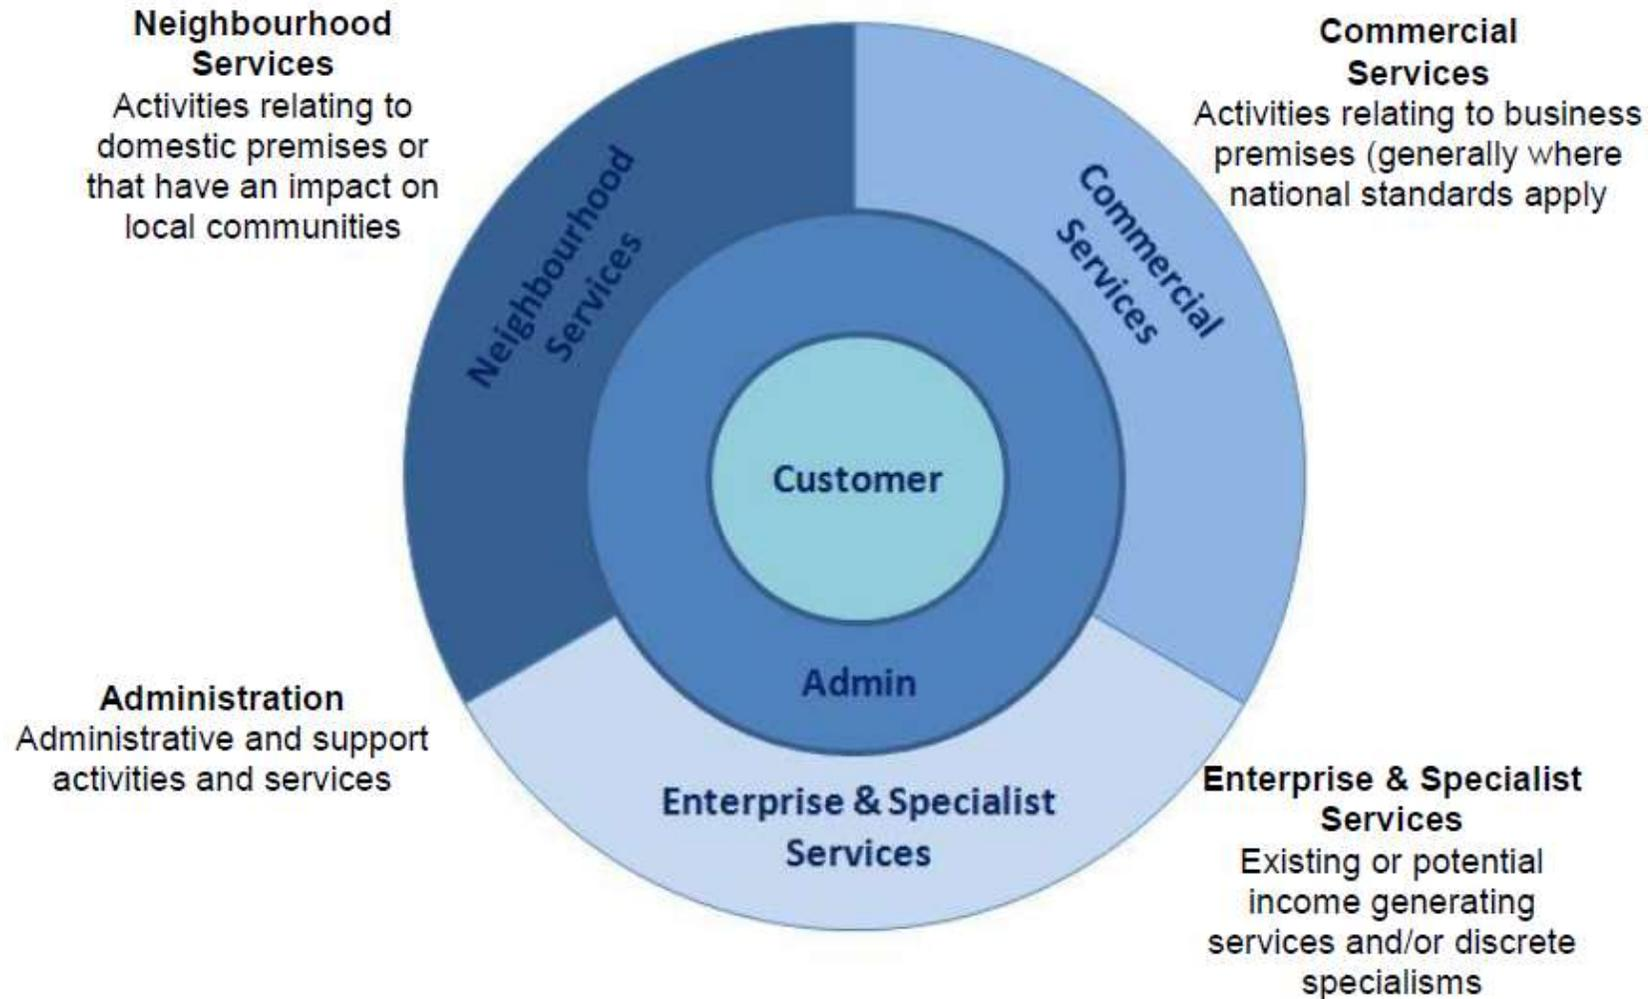 Neighbourhood
Services
Activities relating to
domestic premises or
that have an impact on
local communities
Commercial
Services
Activities relating to business
premises (generally where
national standards apply
Neighbourhood
Services
Commercial
Services
Customer
Admin
Enterprise & Specialist
Services
Administration
Administrative and support
activities and services
Enterprise & Specialist
Services
Existing or potential
income generating
services and/or discrete
specialisms